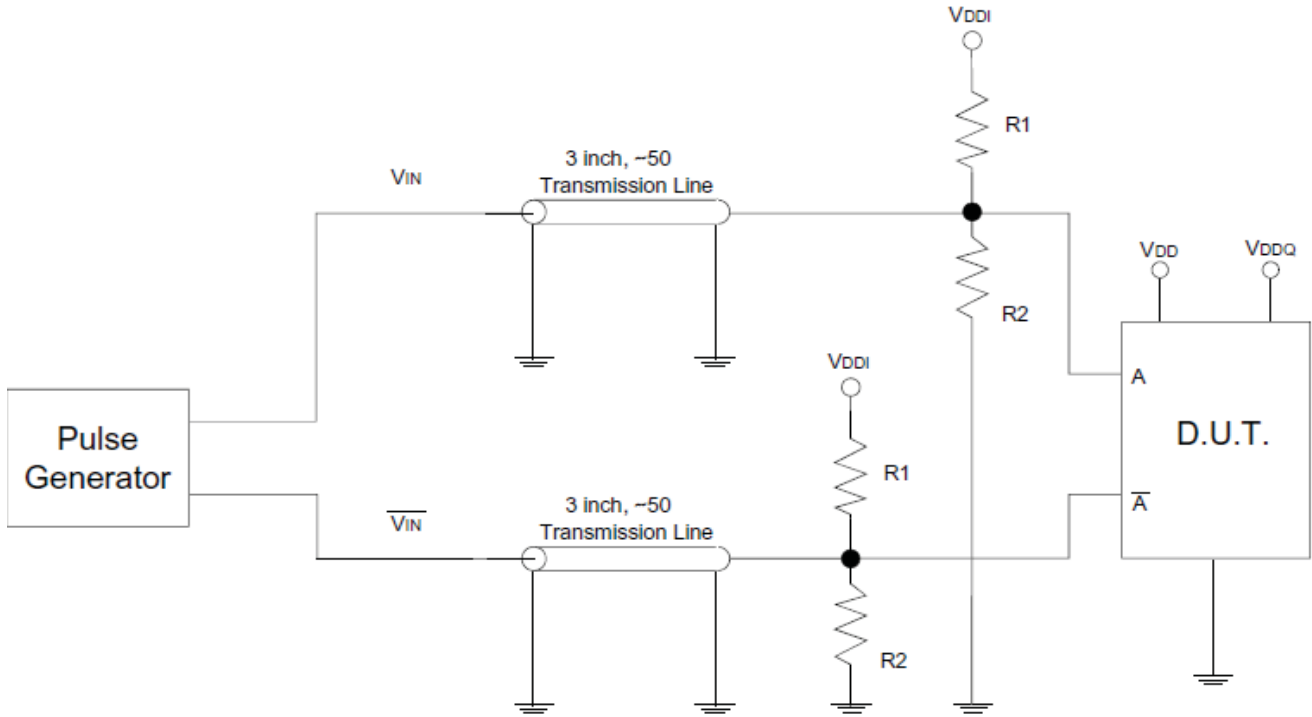 VDDI
R1
3 inch, ~50
Transmission Line
VIN
R2
VDD
VDDQ
A
D.U.T.
A̅
Pulse
Generator
VDDI
R1
3 inch, ~50
Transmission Line
V̅I̅N̅
R2